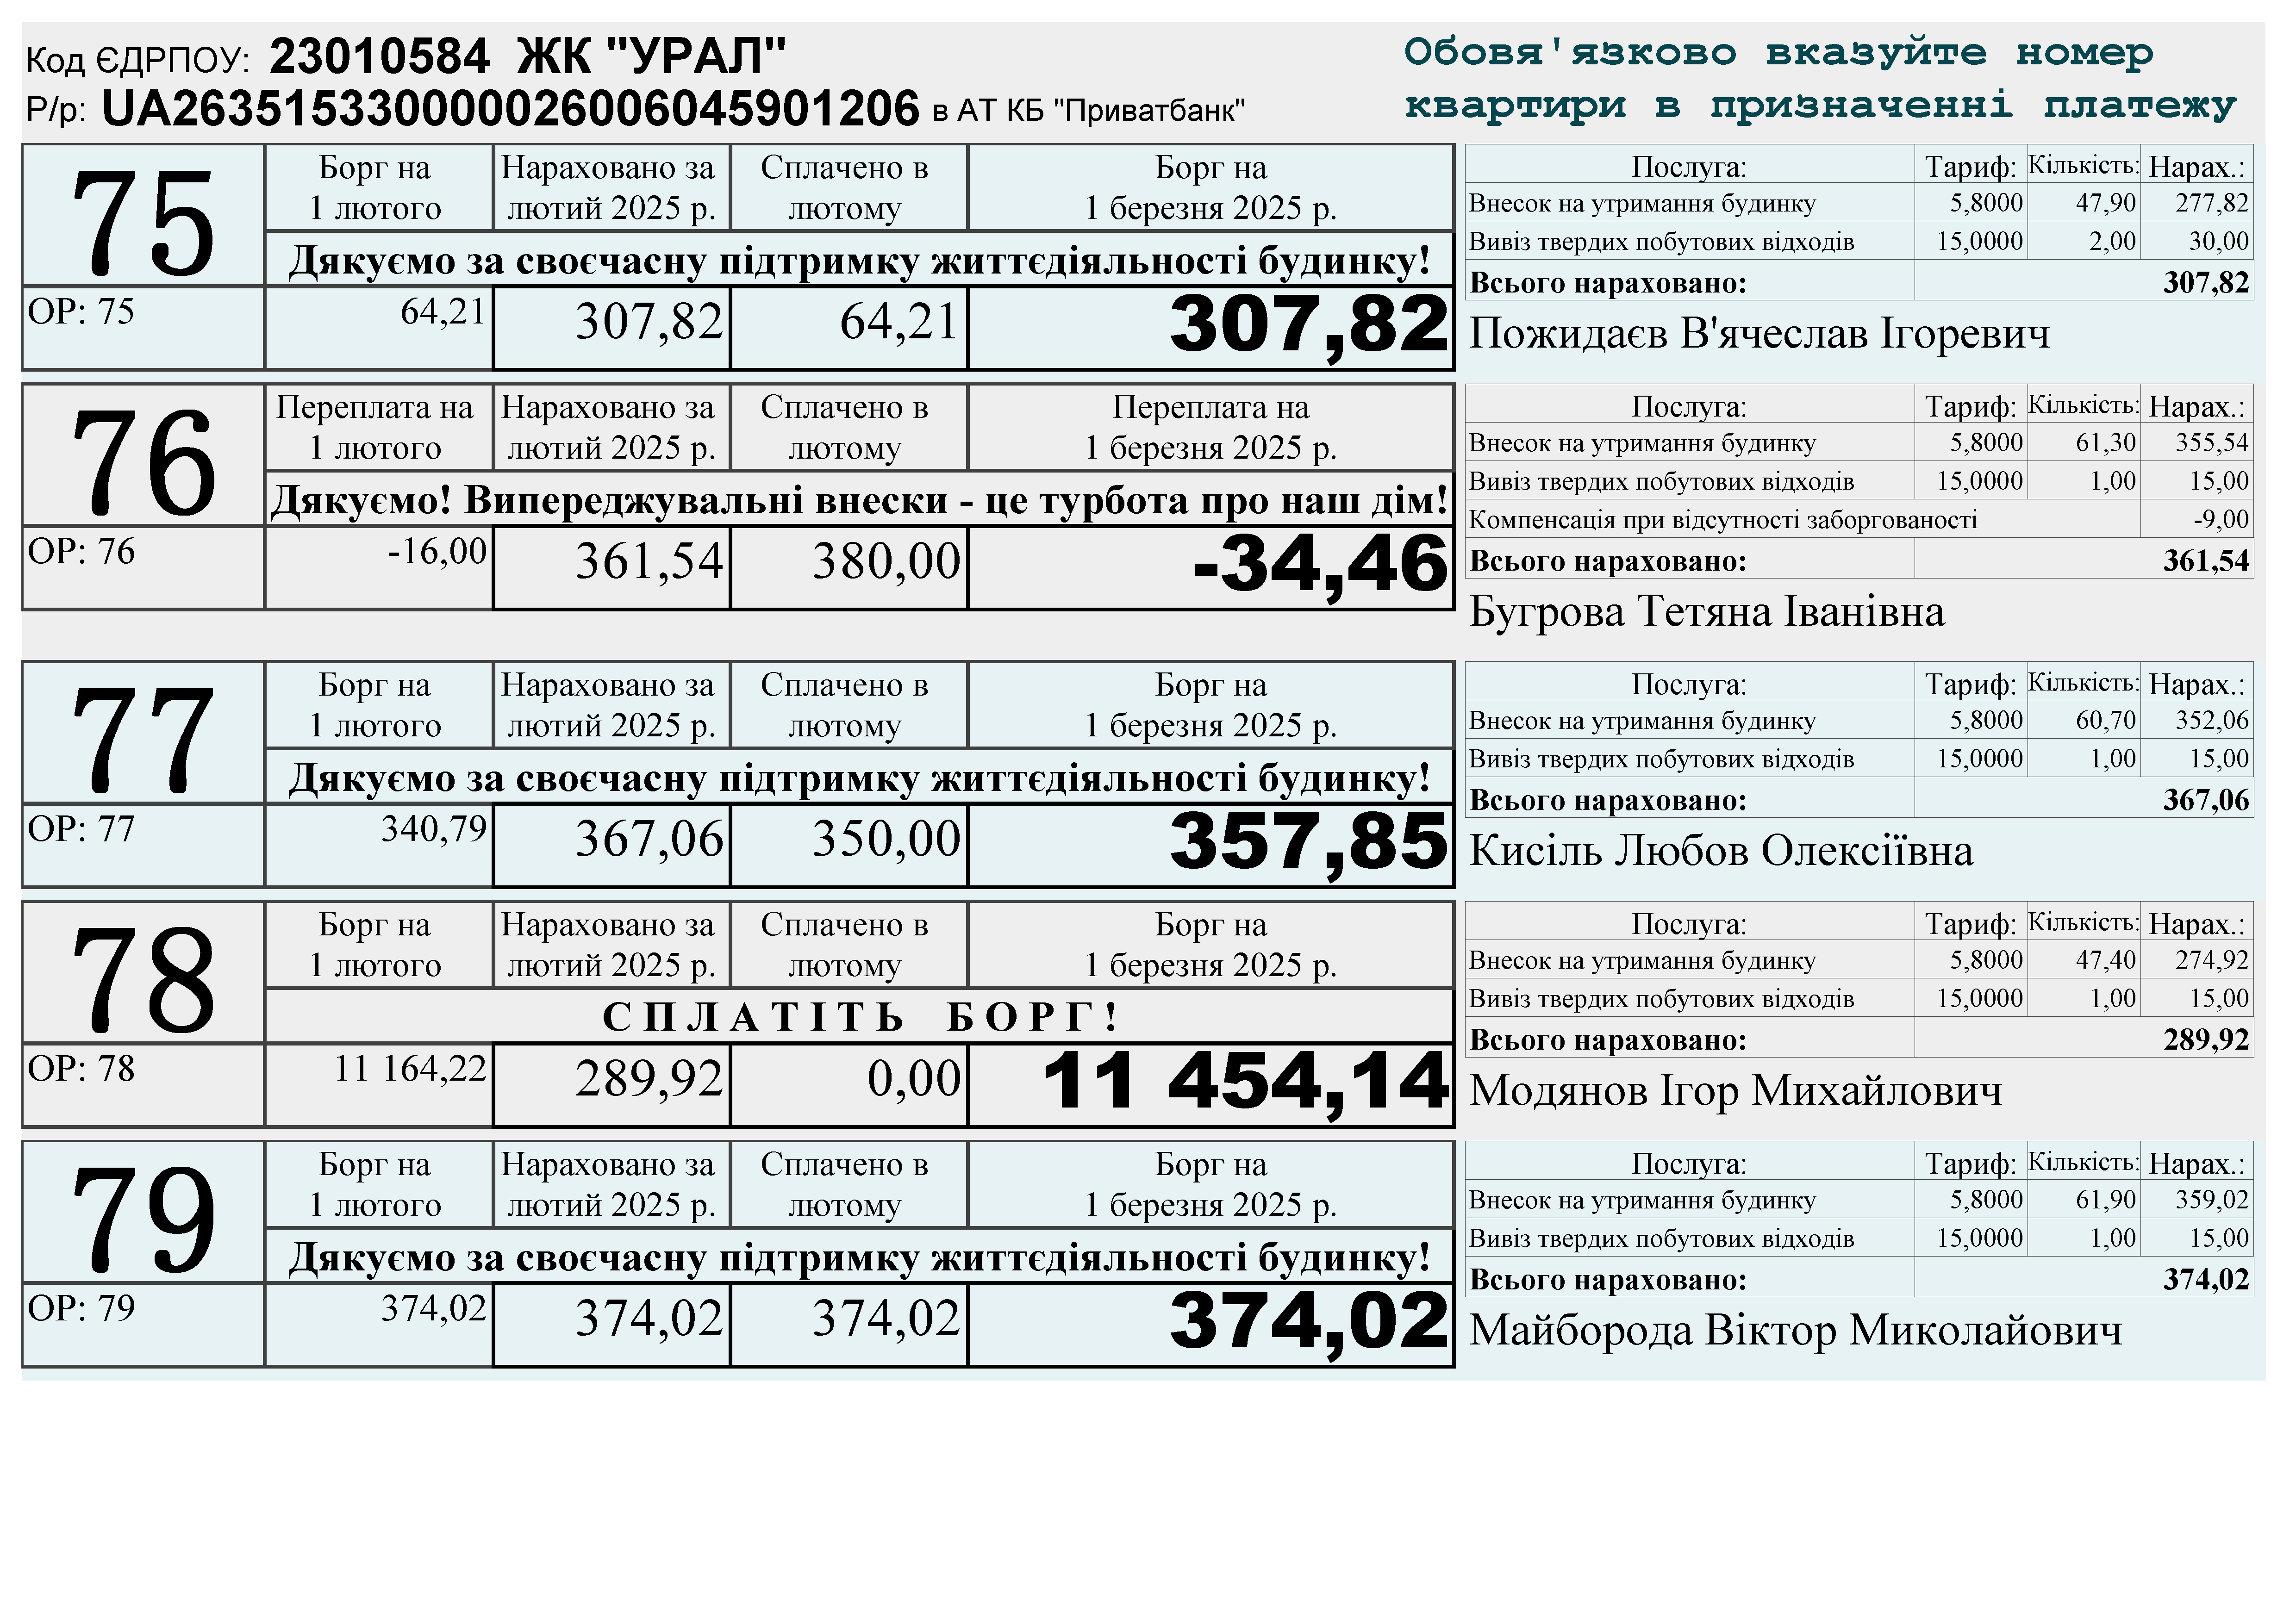 Код ЄДРПОУ: 23010584 ЖК "УРАЛ"
Р/р: UA263515330000026006045901206 в АТ КБ "Приватбанк"
Обовя'язково вказуйте номер
квартири в призначенні платежу
75
Борг на 1 лютого
Нараховано за лютий 2025 р.
Сплачено в лютому
Борг на 1 березня 2025 р.
Дякуємо за своєчасну підтримку життєдіяльності будинку!
ОР: 75 64,21 307,82 64,21 307,82
Послуга: Тариф: Кількість: Нарах.:
Внесок на утримання будинку 5,8000 47,90 277,82
Вивіз твердих побутових відходів 15,0000 2,00 30,00
Всього нараховано: 307,82
Пожидаєв В'ячеслав Ігоревич
76
Переплата на 1 лютого
Нараховано за лютий 2025 р.
Сплачено в лютому
Переплата на 1 березня 2025 р.
Дякуємо! Випереджувальні внески - це турбота про наш дім!
ОР: 76 -16,00 361,54 380,00 -34,46
Послуга: Тариф: Кількість: Нарах.:
Внесок на утримання будинку 5,8000 61,30 355,54
Вивіз твердих побутових відходів 15,0000 1,00 15,00
Компенсація при відсутності заборгованості -9,00
Всього нараховано: 361,54
Бугрова Тетяна Іванівна
77
Борг на 1 лютого
Нараховано за лютий 2025 р.
Сплачено в лютому
Борг на 1 березня 2025 р.
Дякуємо за своєчасну підтримку життєдіяльності будинку!
ОР: 77 340,79 367,06 350,00 357,85
Послуга: Тариф: Кількість: Нарах.:
Внесок на утримання будинку 5,8000 60,70 352,06
Вивіз твердих побутових відходів 15,0000 1,00 15,00
Всього нараховано: 367,06
Кисіль Любов Олексіївна
78
Борг на 1 лютого
Нараховано за лютий 2025 р.
Сплачено в лютому
Борг на 1 березня 2025 р.
СПЛАТІТЬ БОРГ!
ОР: 78 11 164,22 289,92 0,00 11 454,14
Послуга: Тариф: Кількість: Нарах.:
Внесок на утримання будинку 5,8000 47,40 274,92
Вивіз твердих побутових відходів 15,0000 1,00 15,00
Всього нараховано: 289,92
Модянов Ігор Михайлович
79
Борг на 1 лютого
Нараховано за лютий 2025 р.
Сплачено в лютому
Борг на 1 березня 2025 р.
Дякуємо за своєчасну підтримку життєдіяльності будинку!
ОР: 79 374,02 374,02 374,02 374,02
Послуга: Тариф: Кількість: Нарах.:
Внесок на утримання будинку 5,8000 61,90 359,02
Вивіз твердих побутових відходів 15,0000 1,00 15,00
Всього нараховано: 374,02
Майборода Віктор Миколайович